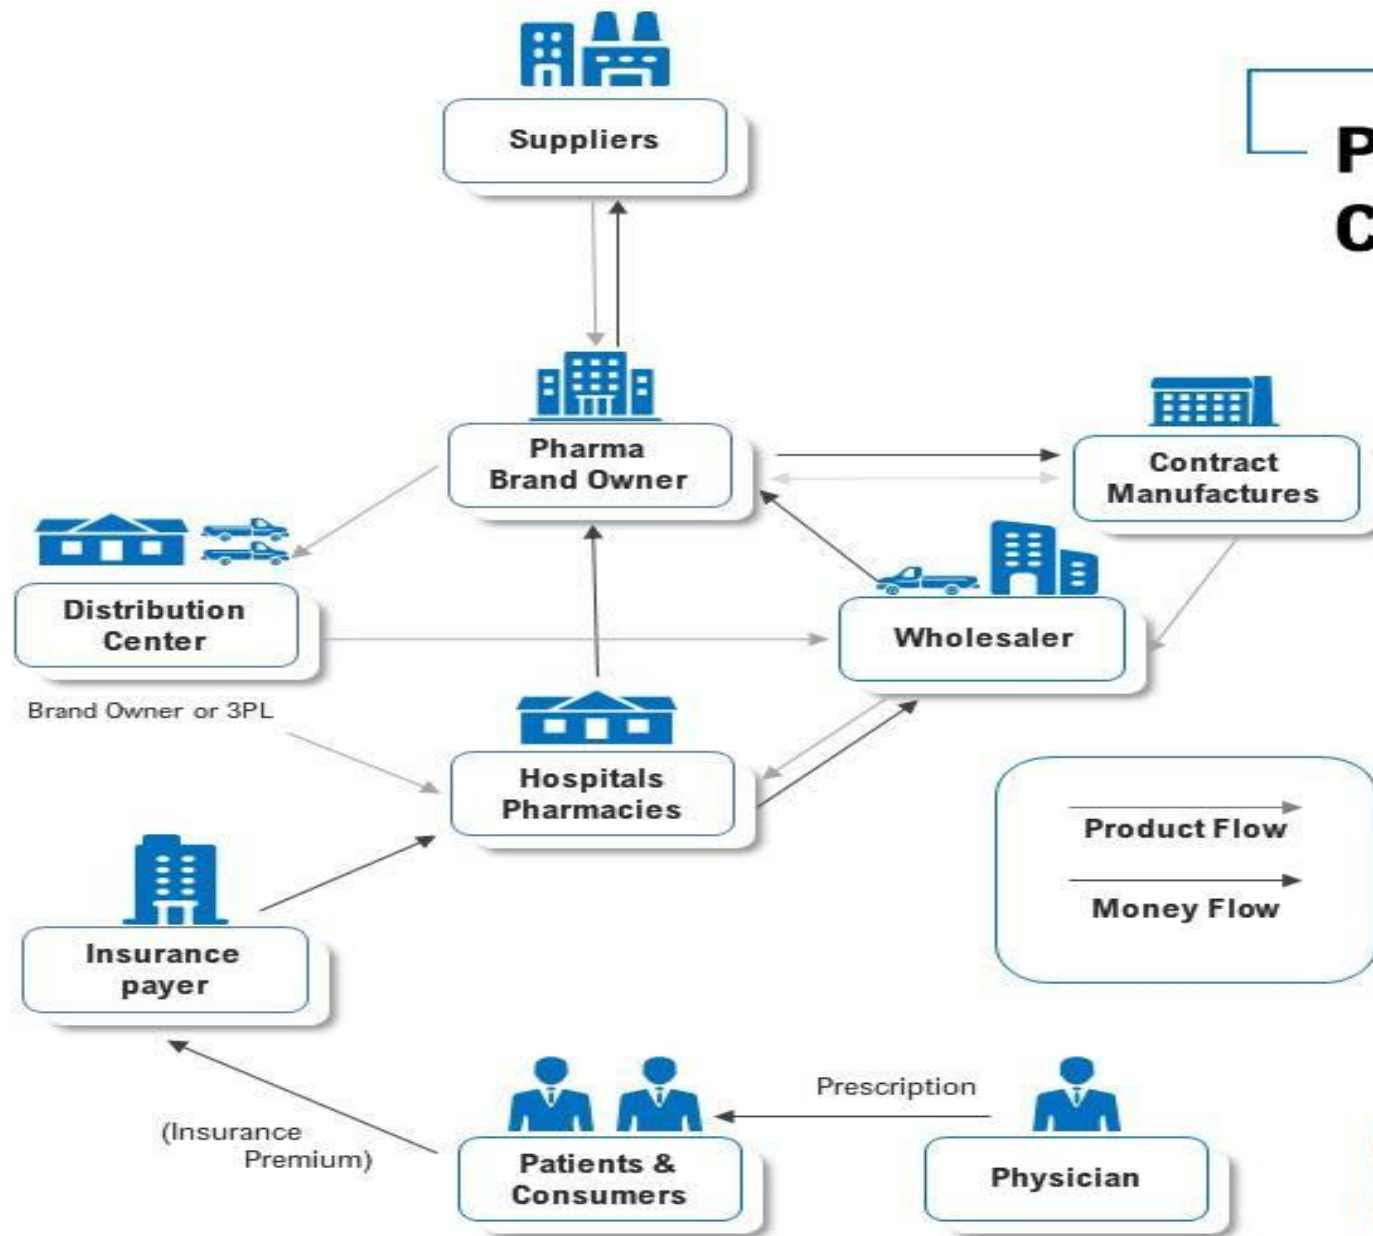 Suppliers
P
C
Pharma
Brand Owner
Contract
Manufactures
Distribution
Center
Wholesaler
Brand Owner or 3PL
Hospitals
Pharmacies
Product Flow
Money Flow
Insurance
payer
Prescription
(Insurance
Premium)
Patients &
Consumers
Physician